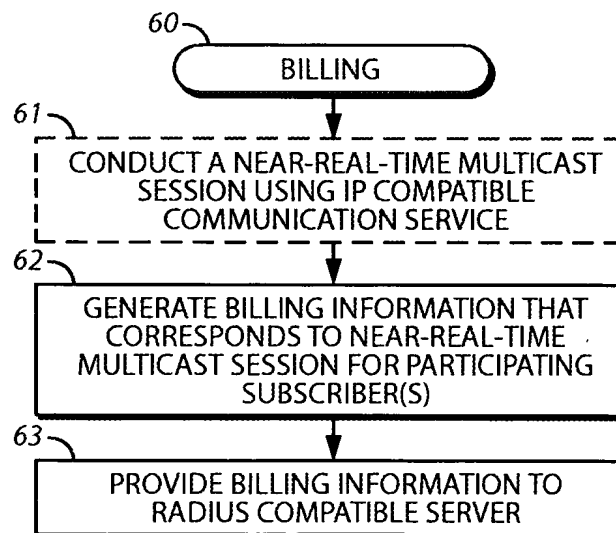 60
BILLING
61
CONDUCT A NEAR-REAL-TIME MULTICAST
SESSION USING IP COMPATIBLE
COMMUNICATION SERVICE
62
GENERATE BILLING INFORMATION THAT
CORRESPONDS TO NEAR-REAL-TIME
MULTICAST SESSION FOR PARTICIPATING
SUBSCRIBER(S)
63
PROVIDE BILLING INFORMATION TO
RADIUS COMPATIBLE SERVER